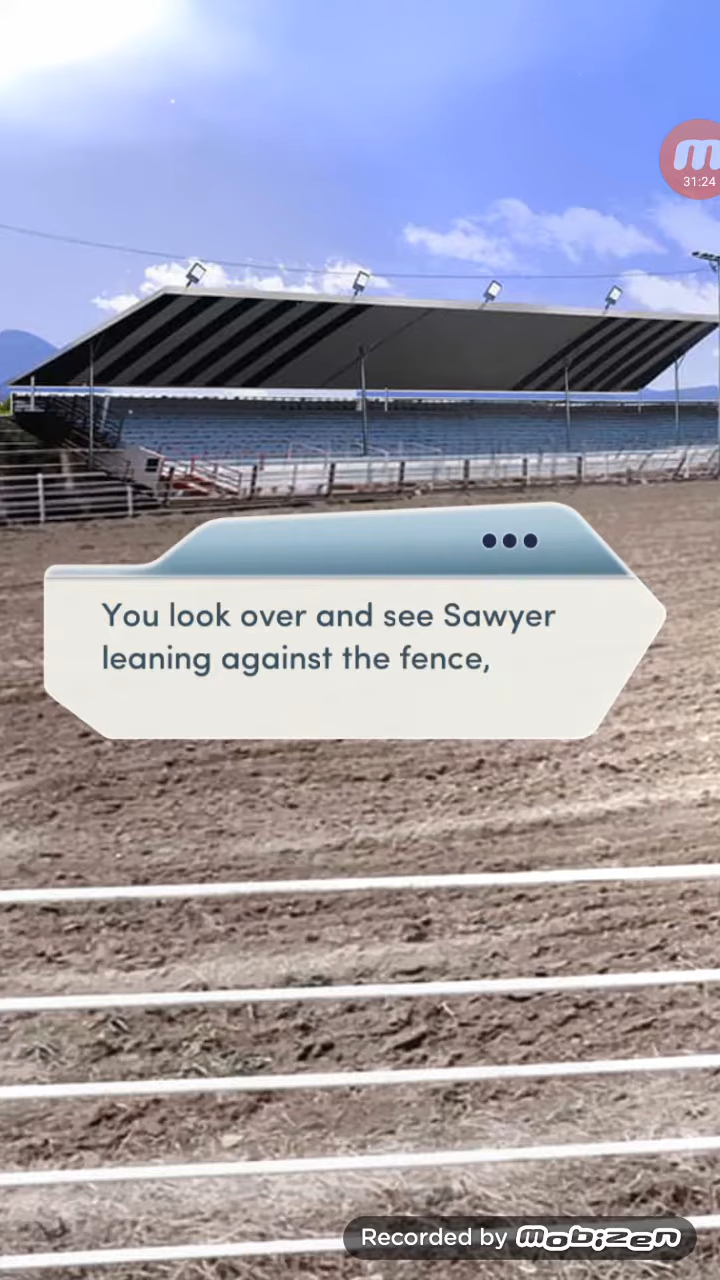 m
31:24
You look over and see Sawyer
leaning against the fence,
Recorded by mobizen